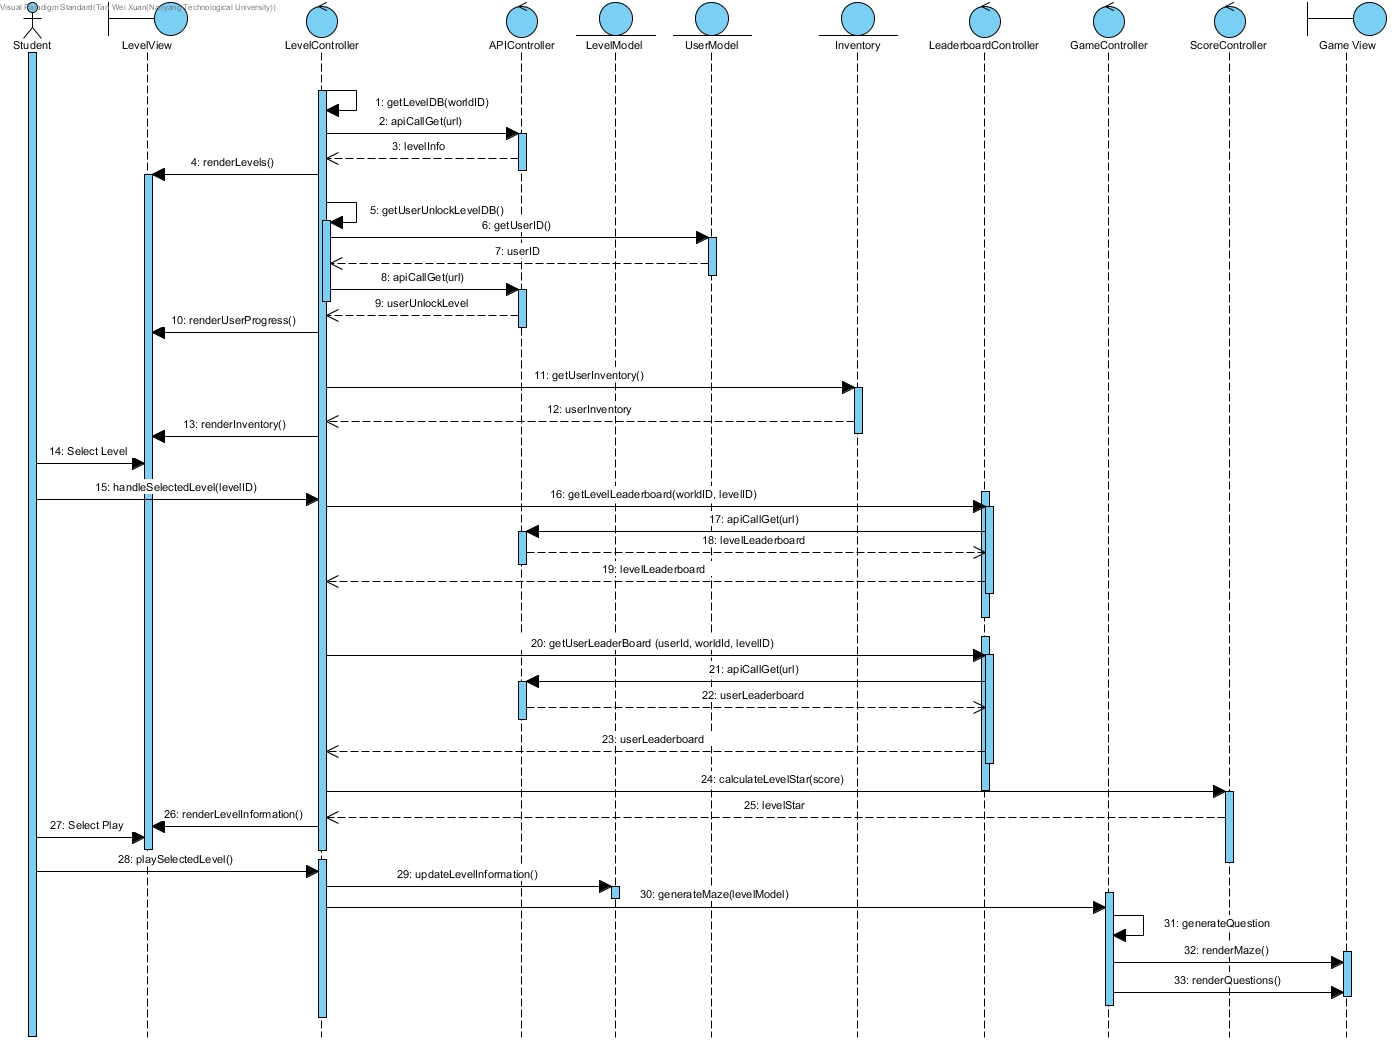 Visual Paradigm Standard(Tan Wei Xuan(Nanyang Technological University))
Student
LevelView
LevelController
APIController
LevelModel
UserModel
Inventory
LeaderboardController
GameController
ScoreController
Game View
1: getLevelDB(worldID)
2: apiCallGet(url)
3: levelInfo
4: renderLevels()
5: getUserUnlockLevelDB()
6: getUserID()
7: userID
8: apiCallGet(url)
9: userUnlockLevel
10: renderUserProgress()
11: getUserInventory()
12: userInventory
13: renderInventory()
14: Select Level
15: handleSelectedLevel(levelID)
16: getLevelLeaderboard(worldID, levelID)
17: apiCallGet(url)
18: levelLeaderboard
19: levelLeaderboard
20: getUserLeaderBoard (userId, worldId, levelID)
21: apiCallGet(url)
22: userLeaderboard
23: userLeaderboard
24: calculateLevelStar(score)
25: levelStar
26: renderLevelInformation()
27: Select Play
28: playSelectedLevel()
29: updateLevelInformation()
30: generateMaze(levelModel)
31: generateQuestion
32: renderMaze()
33: renderQuestions()